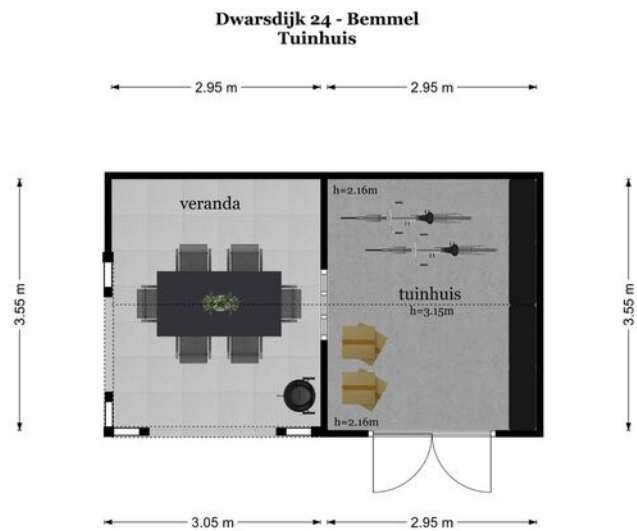 Dwarsdijk 24 - Bemmel
Tuinhuis
2.95 m
2.95 m
h=2.16m
veranda
3.55 m
3.55 m
tuinhuis
h=3.15m
h=2.16m
3.05 m
2.95 m